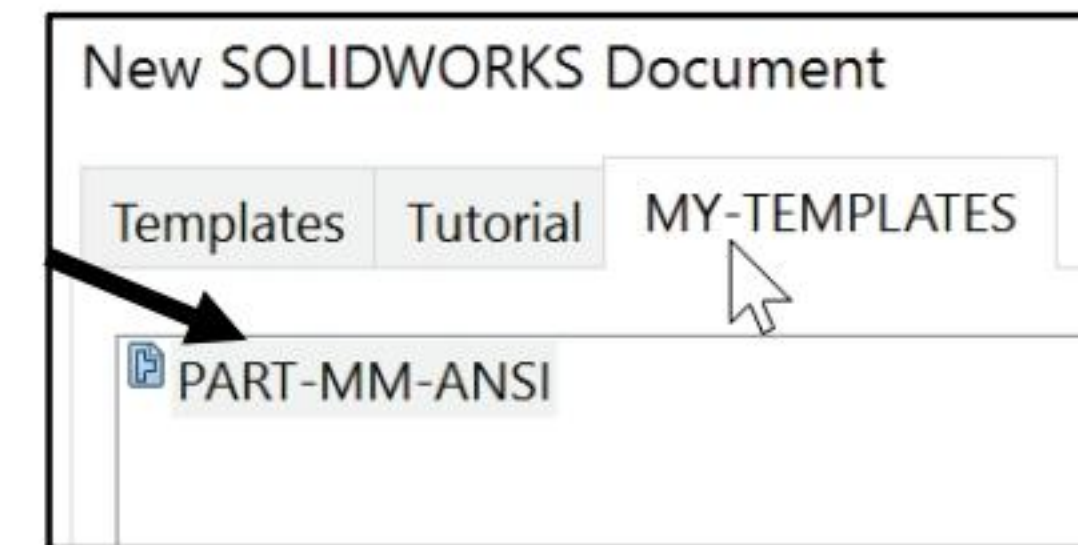 New SOLIDWORKS Document
Templates Tutorial MY-TEMPLATES
PART-MM-ANSI